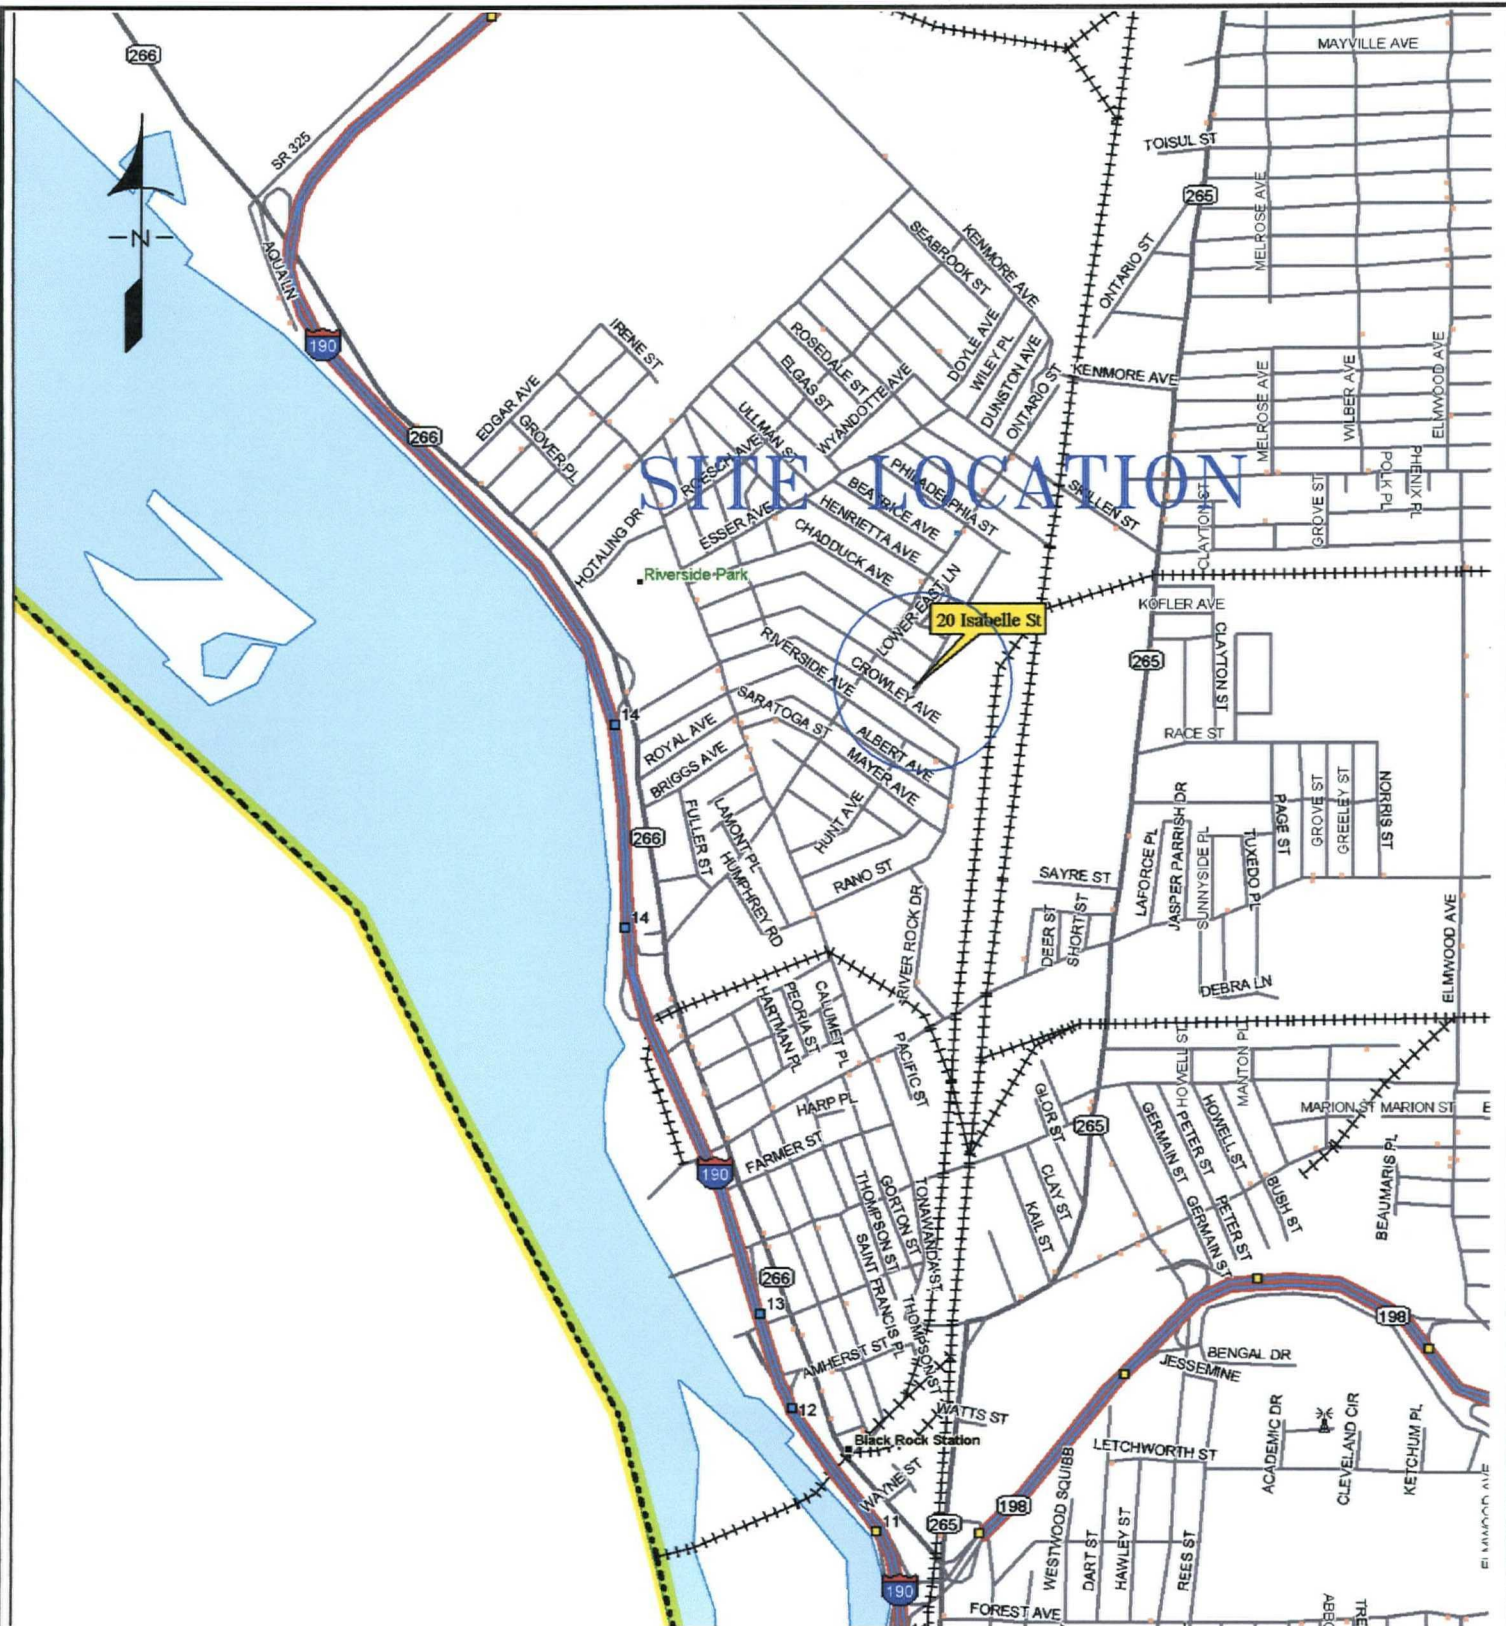 266
MAYVILLE AVE
SR 325
TOISUL ST
265
MELROSE AVE
N
AQUA LN
KENMORE AVE
SEABROOK ST
ONTARIO ST
190
IRENE ST
ROSEDALE ST
ELGAS ST
DOYLE AVE
WILEY PL
DUNSTON AVE
ONTARIO ST
KENMORE AVE
MELROSE AVE
WILBER AVE
ELMWOOD AVE
EDGAR AVE
GROVER PL
WYANDOTTE AVE
ULLMAN ST
266
ROESCH AVE
SITE LOCATION
PHILADELPHIA ST
BEATRICE AVE
SKILLEN ST
HENRIETTA AVE
CLAYTON ST
GROVE ST
POLK PL
PHENIX PL
HOTALING DR
ESSER AVE
CHADDUCK AVE
Riverside Park
LOWER EAST LN
20 Isabelle St
KOFLER AVE
CLAYTON ST
265
RIVERSIDE AVE
CROWLEY AVE
SARATOGA ST
14
ROYAL AVE
ALBERT AVE
RACE ST
BRIGGS AVE
MAYER AVE
HUNT AVE
FULLER ST
LAMONT PL
HUMPHREY RD
266
LAFORCE PL
JASPER PARRISH DR
SUNNYSIDE PL
TUXEDO PL
PAGE ST
GROVE ST
GREELEY ST
NORRIS ST
RANO ST
SAYRE ST
14
RIVER ROCK DR
DEER ST
SHORT ST
ELMWOOD AVE
DEBRA LN
HARTMAN PL
PEORIA ST
CALUMET PL
PACIFIC ST
HOWELL ST
MANTON PL
HARP PL
GLOR ST
265
MARION ST
MARION ST
E
FARMER ST
190
GERMAIN ST
PETER ST
HOWELL ST
BUSH ST
BEAUMARIS PL
THOMPSON ST
GORTON ST
TONAWANDA ST
CLAY ST
KAIL ST
GERMAIN ST
PETER ST
SAINT FRANCIS PL
266
13
THOMPSON ST
198
AMHERST ST
BENGAL DR
JESSEMINE
12
WATTS ST
ACADEMIC DR
CLEVELAND CIR
KETCHUM PL
Black Rock Station
LETCHWORTH ST
WAYNE ST
WESTWOOD SQUIBB
198
11
265
DART ST
HAWLEY ST
REES ST
ELMWOOD AVE
190
FOREST AVE
ABBO
TRE